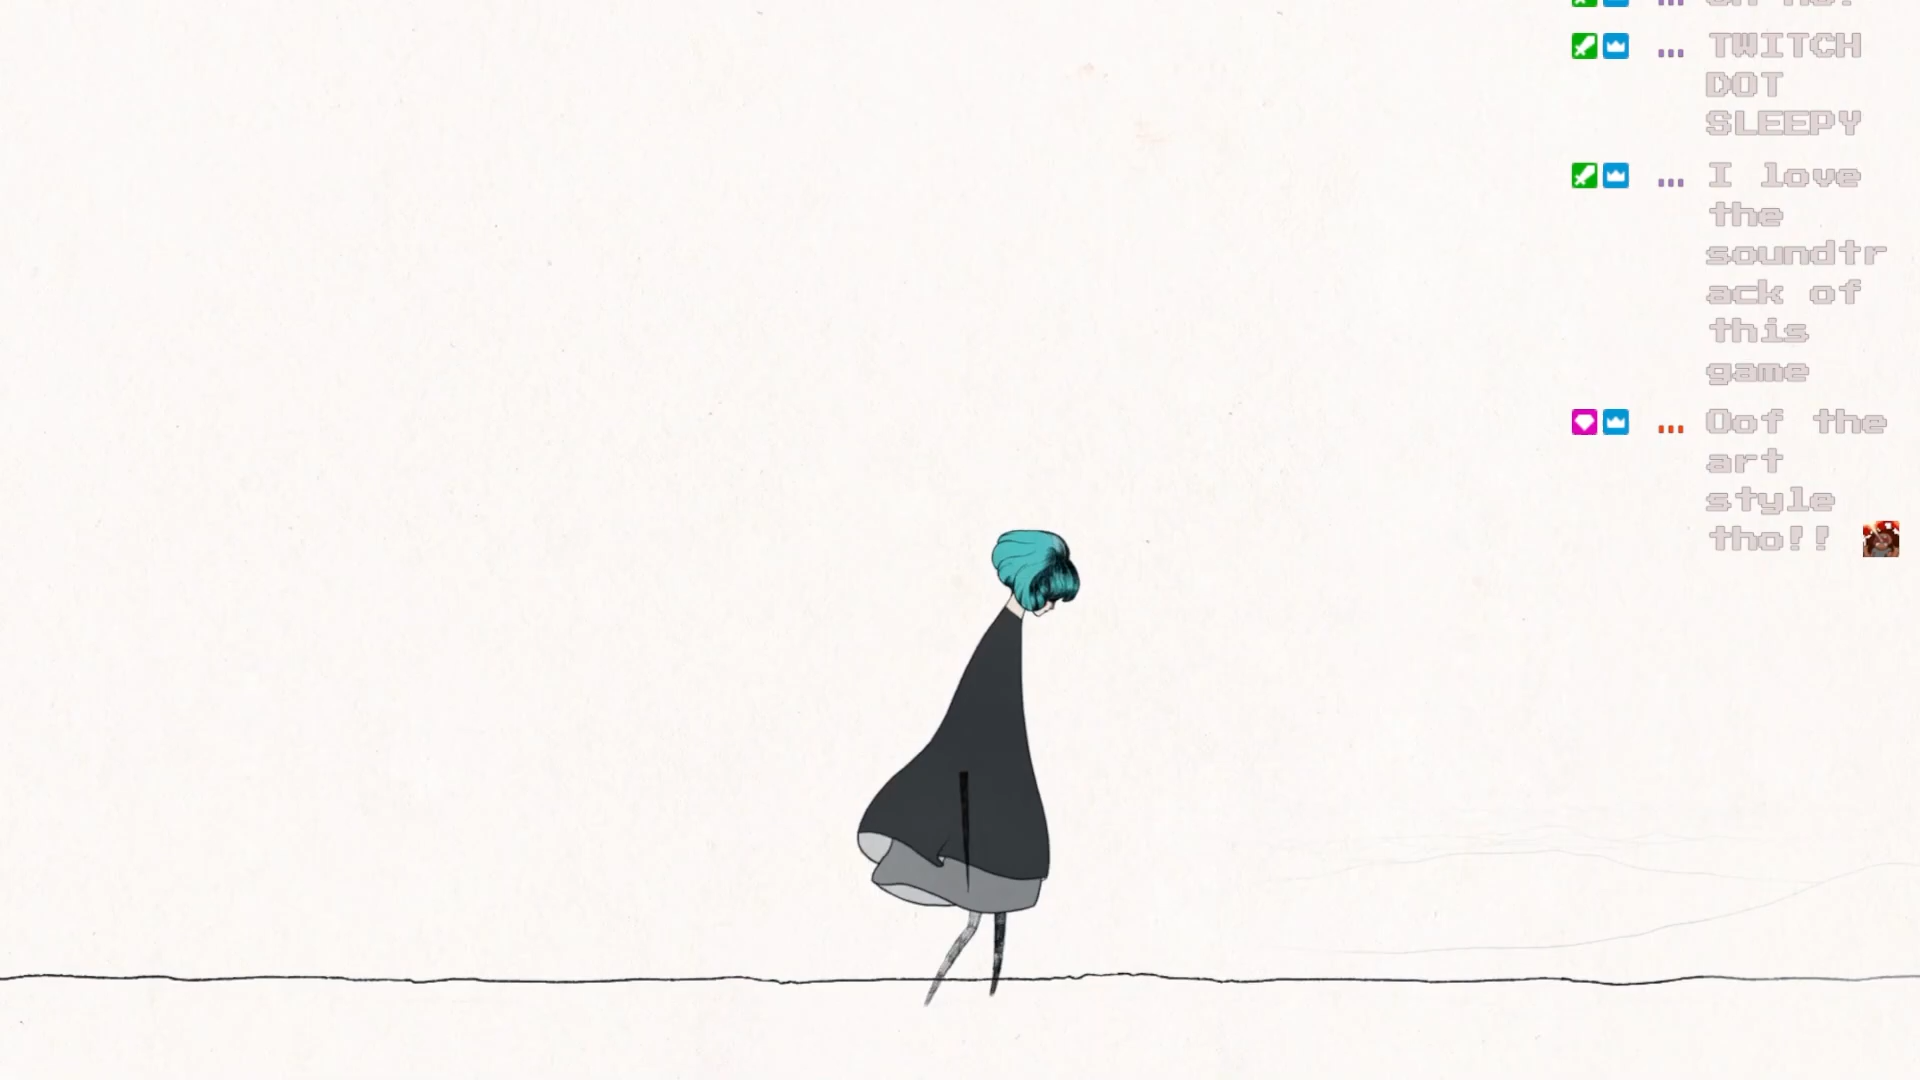 ... TWITCH
DOT
SLEEPY
... I love
the
soundtr
ack of
this
game
... Oof the
art
style
tho!!